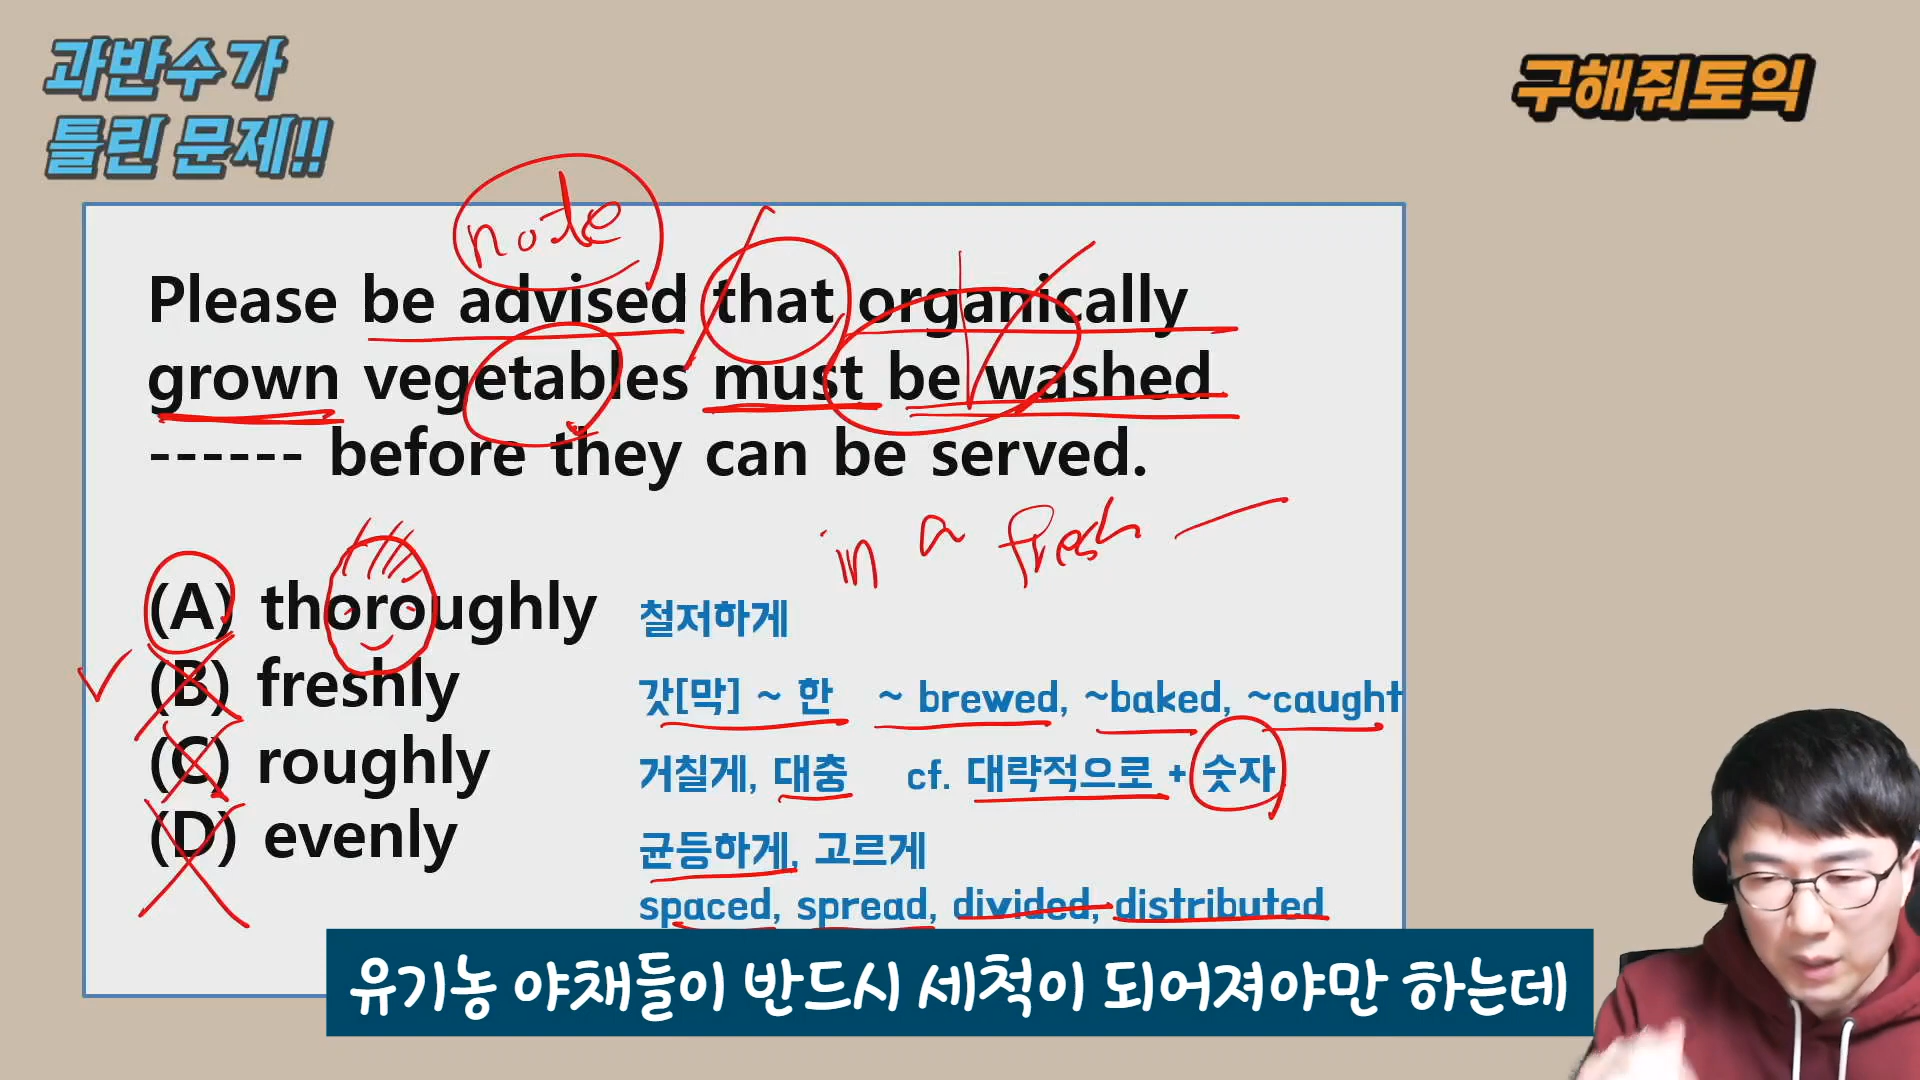 과반수가
틀린 문제!!
구해줘토익
note
Please be advised that organically
grown vegetables must be washed
------ before they can be served.
in a fresh
(A) thoroughly 철저하게
(B) freshly 갓[막] ~ 한 ~ brewed, ~baked, ~caught
(C) roughly 거칠게, 대충 cf. 대략적으로 + 숫자
(D) evenly 균등하게, 고르게
spaced, spread, divided, distributed
유기농 야채들이 반드시 세척이 되어져야만 하는데